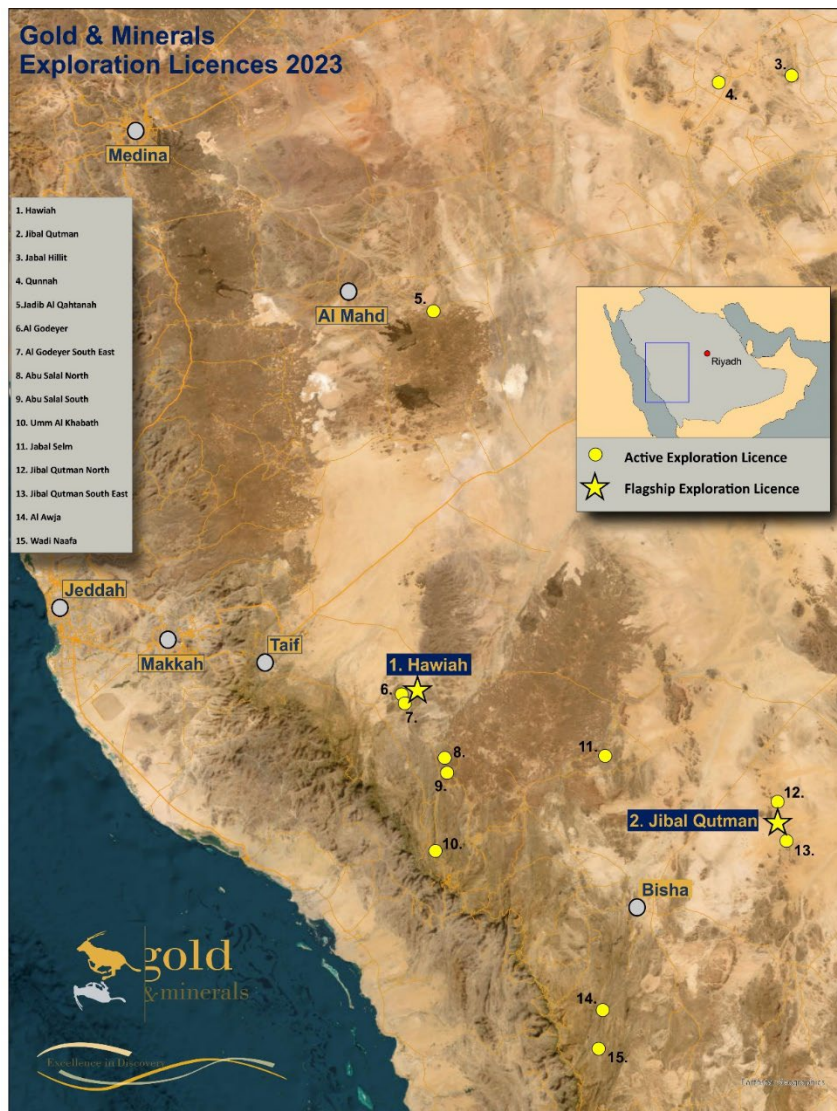 Gold & Minerals
Exploration Licences 2023
3.
4.
Medina
1. Hawiah
2. Jibal Qutman
3. Jabal Hillit
4. Qunnah
5.Jadib Al Qahtanah
6.Al Godeyer
7. Al Godeyer South East
8. Abu Salal North
9. Abu Salal South
10. Umm Al Khabath
11. Jabal Selm
12. Jibal Qutman North
13. Jibal Qutman South East
14. Al Awja
15. Wadi Naafa
Al Mahd
5.
Riyadh
Active Exploration Licence
Flagship Exploration Licence
Jeddah
Makkah
Taif
1. Hawiah
6.
7.
8.
9.
10.
11.
12.
2. Jibal Qutman
13.
Bisha
14.
15.
gold
& minerals
Excellence in Discovery